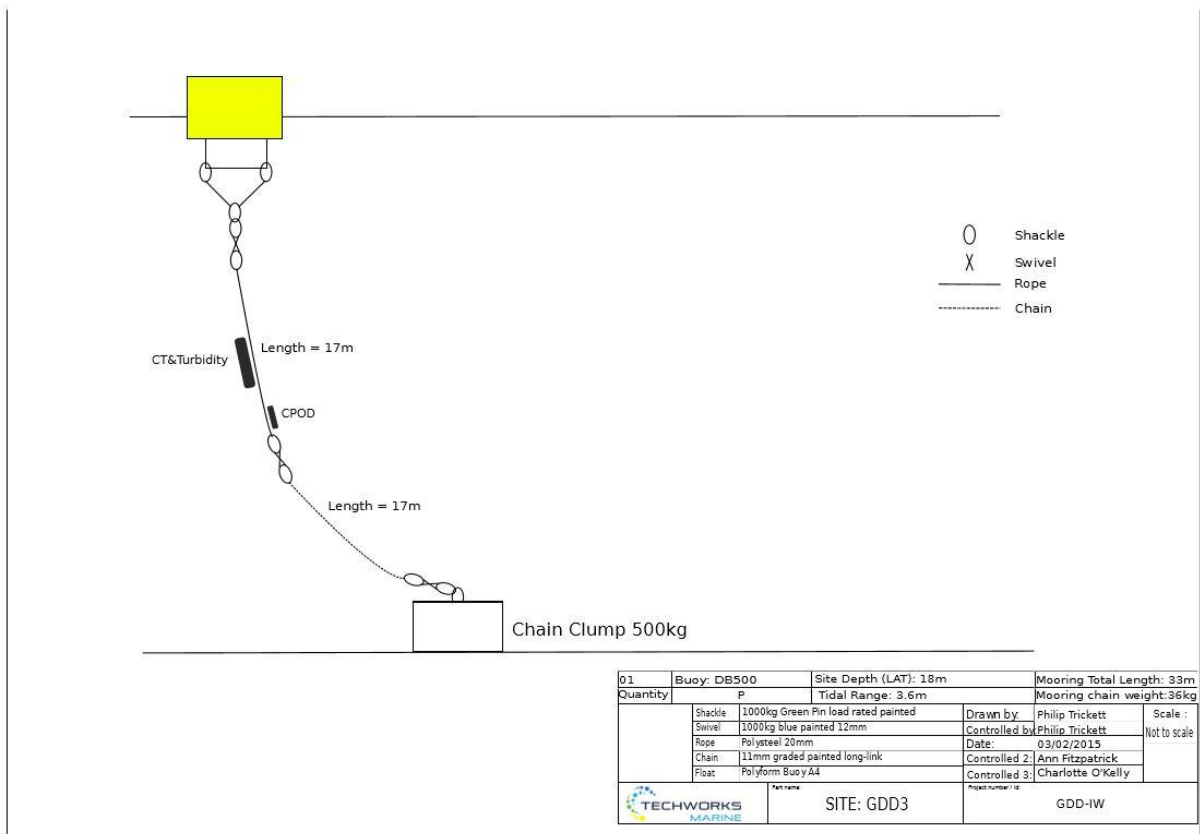 Shackle
Swivel
Rope
Chain
Length = 17m
CT&Turbidity
CPOD
Length = 17m
Chain Clump 500kg
01 Buoy: DB500 Site Depth (LAT): 18m Mooring Total Length: 33m
Quantity P Tidal Range: 3.6m Mooring chain weight:36kg
Shackle 1000kg Green Pin load rated painted Drawn by: Philip Trickett Scale :
Swivel 1000kg blue painted 12mm Controlled by: Philip Trickett Not to scale
Rope Polysteel 20mm Date: 03/02/2015
Chain 11mm graded painted long-link Controlled 2: Ann Fitzpatrick
Float Polyform Buoy A4 Controlled 3: Charlotte O'Kelly
Part name: Project number / id:
TECHWORKS SITE: GDD3 GDD-IW
MARINE